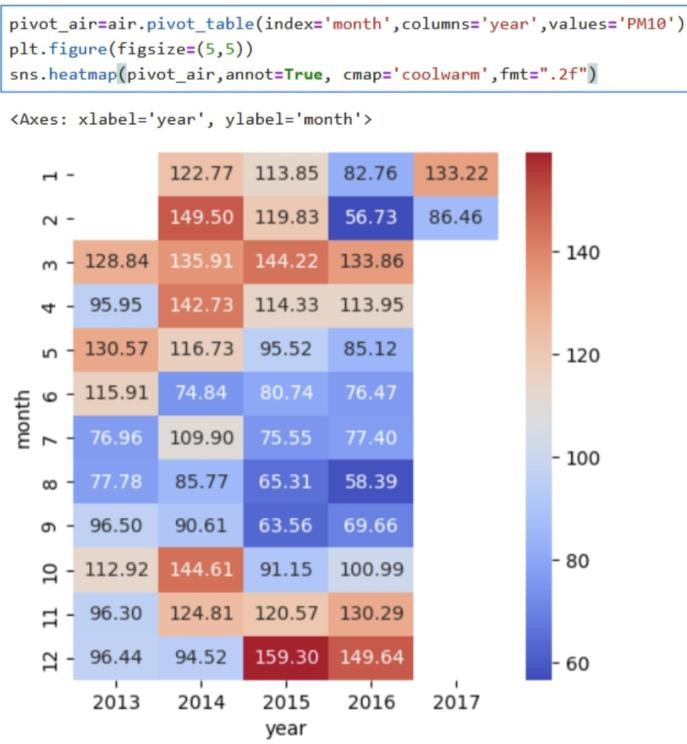 pivot_air=air.pivot_table(index='month',columns='year',values='PM10')
plt.figure(figsize=(5,5))
sns.heatmap(pivot_air,annot=True, cmap='coolwarm',fmt=".2f")
<Axes: xlabel='year', ylabel='month'>
1 122.77 113.85 82.76 133.22
2 149.50 119.83 56.73 86.46
3 128.84 135.91 144.22 133.86
4 95.95 142.73 114.33 113.95
5 130.57 116.73 95.52 85.12
6 115.91 74.84 80.74 76.47
7 76.96 109.90 75.55 77.40
8 77.78 85.77 65.31 58.39
9 96.50 90.61 63.56 69.66
10 112.92 144.61 91.15 100.99
11 96.30 124.81 120.57 130.29
12 96.44 94.52 159.30 149.64
month
2013 2014 2015 2016 2017
year
140
120
100
80
60